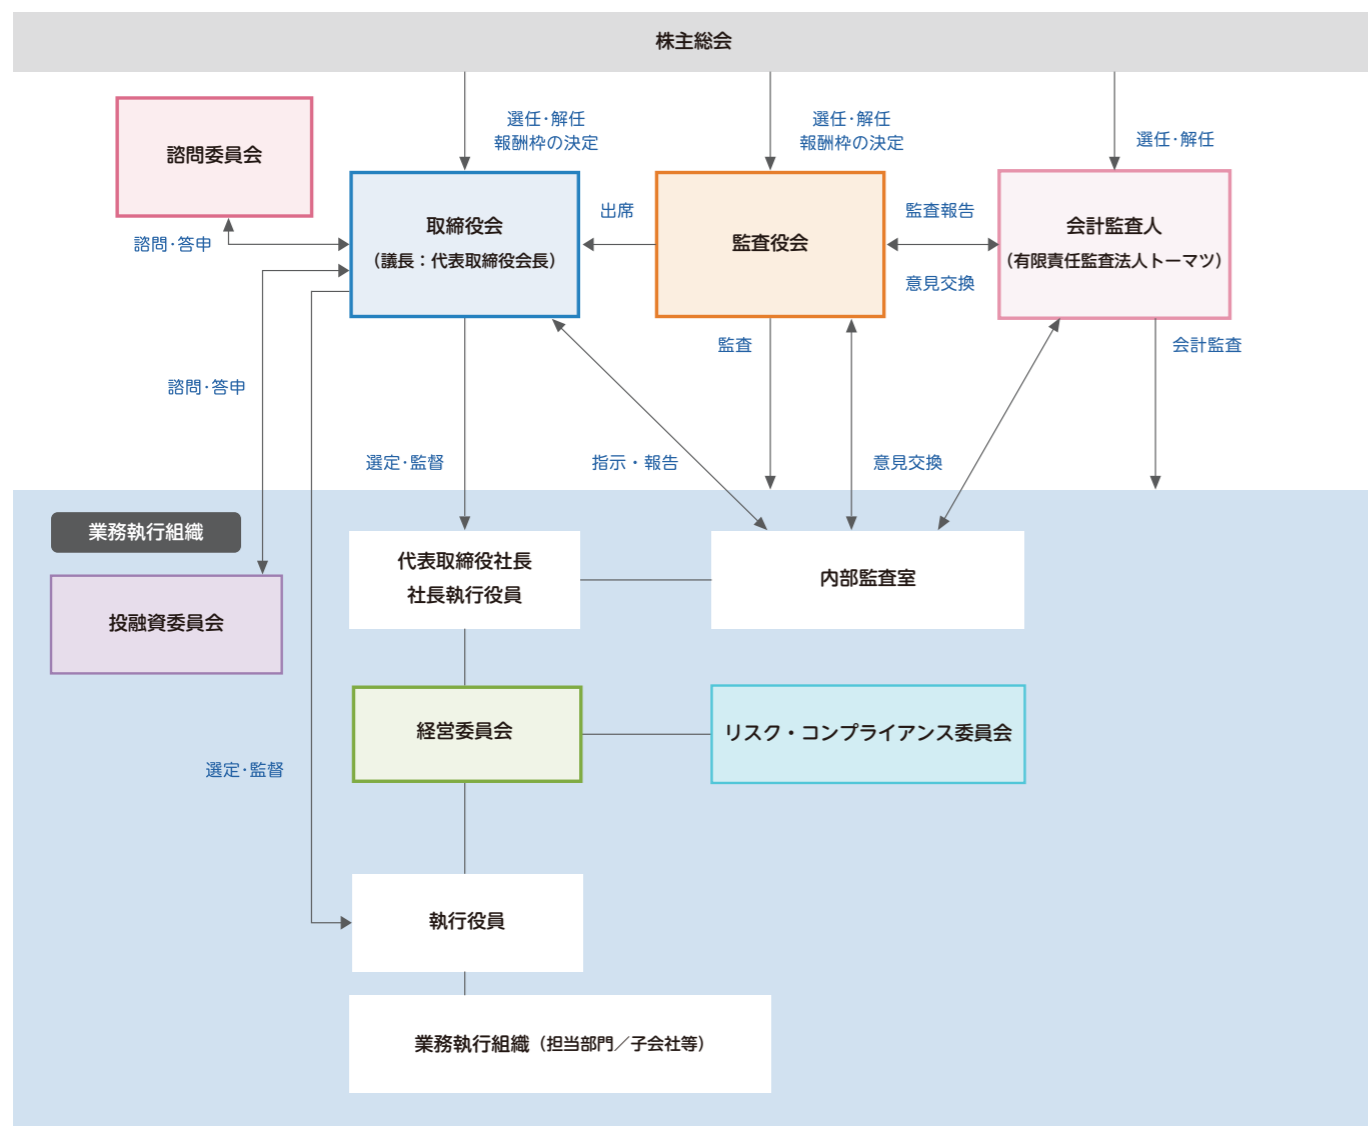 株主総会
選任・解任
報酬枠の決定
選任・解任
報酬枠の決定
選任・解任
諮問委員会
諮問・答申
取締役会
（議長：代表取締役会長）
出席
監査役会
監査報告
意見交換
会計監査人
（有限責任監査法人トーマツ）
監査
会計監査
諮問・答申
選定・監督
指示・報告
意見交換
業務執行組織
投融資委員会
代表取締役社長
社長執行役員
内部監査室
経営委員会
リスク・コンプライアンス委員会
選定・監督
執行役員
業務執行組織（担当部門／子会社等）